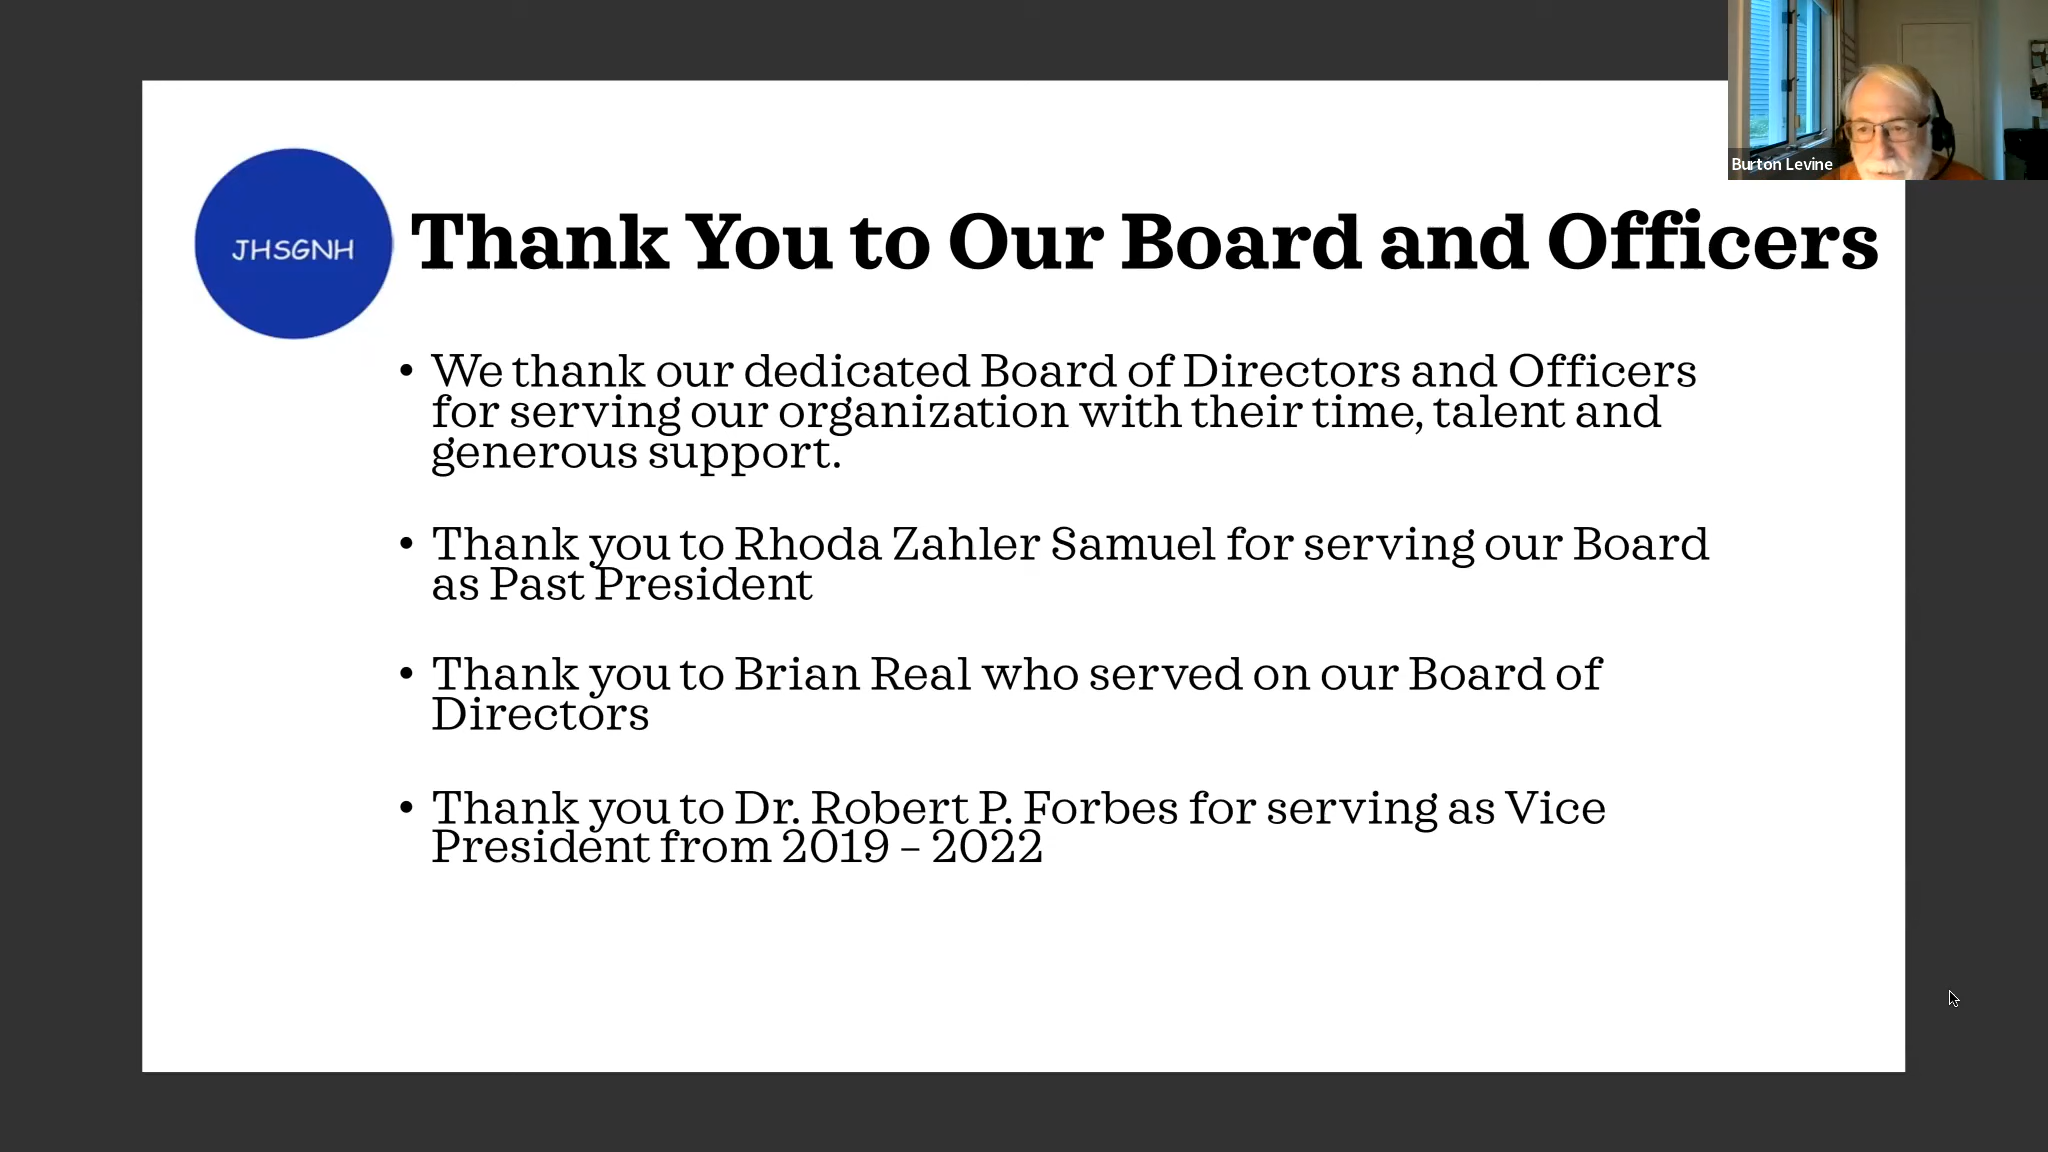 Burton Levine
JHSGNH
Thank You to Our Board and Officers
• We thank our dedicated Board of Directors and Officers
for serving our organization with their time, talent and
generous support.
• Thank you to Rhoda Zahler Samuel for serving our Board
as Past President
• Thank you to Brian Real who served on our Board of
Directors
• Thank you to Dr. Robert P. Forbes for serving as Vice
President from 2019 – 2022